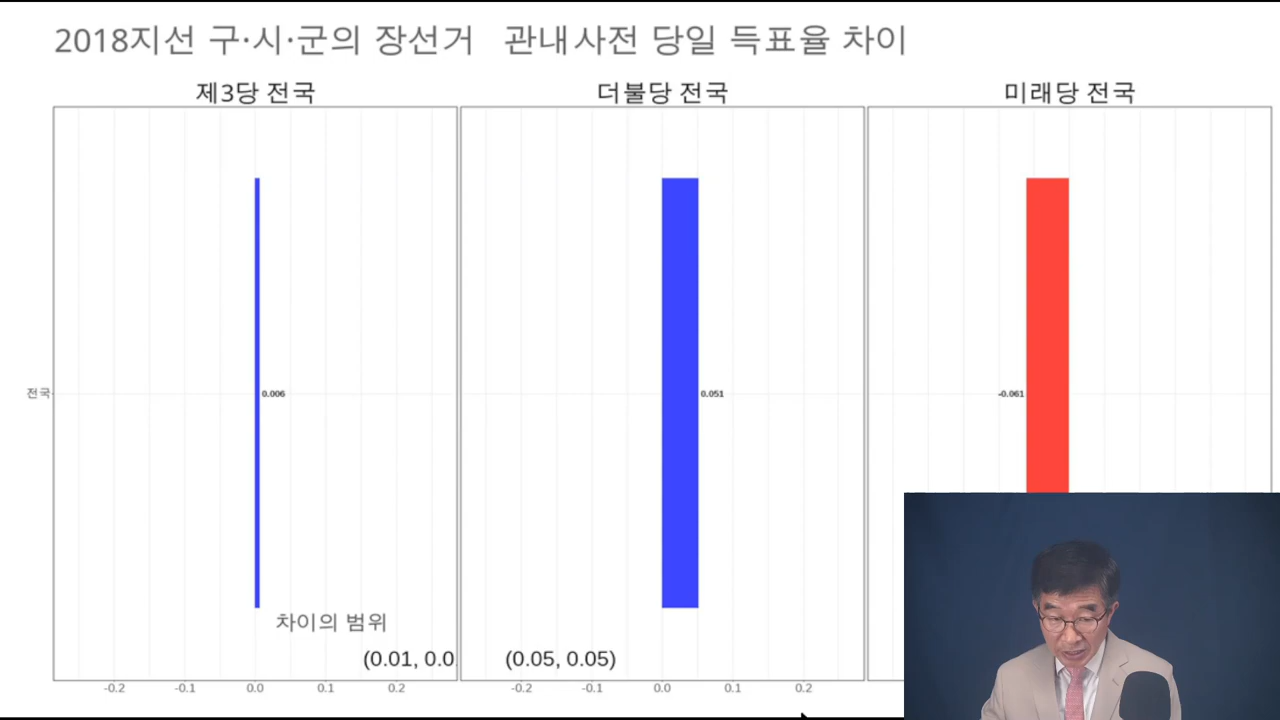 2018지선 구·시·군의 장선거 관내사전 당일 득표율 차이
제3당 전국
더불당 전국
미래당 전국
전국
0.006
0.051
-0.061
차이의 범위
(0.01, 0.0
(0.05, 0.05)
-0.2 -0.1 0.0 0.1 0.2
-0.2 -0.1 0.0 0.1 0.2